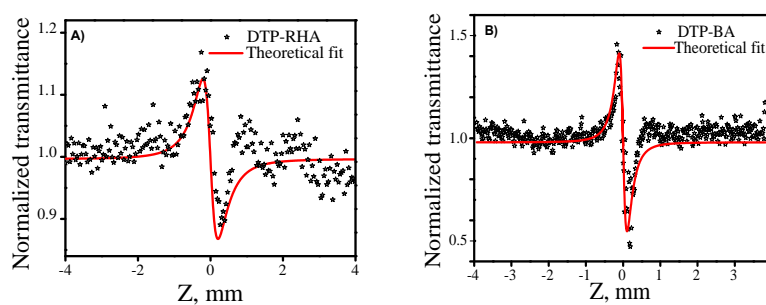 A)
DTP-RHA
Theoretical fit
Normalized transmittance
1.2
1.1
1.0
0.9
-4 -2 0 2 4
Z, mm
B)
DTP-BA
Theoretical fit
Normalized transmittance
1.5
1.0
0.5
-4 -3 -2 -1 0 1 2 3
Z, mm